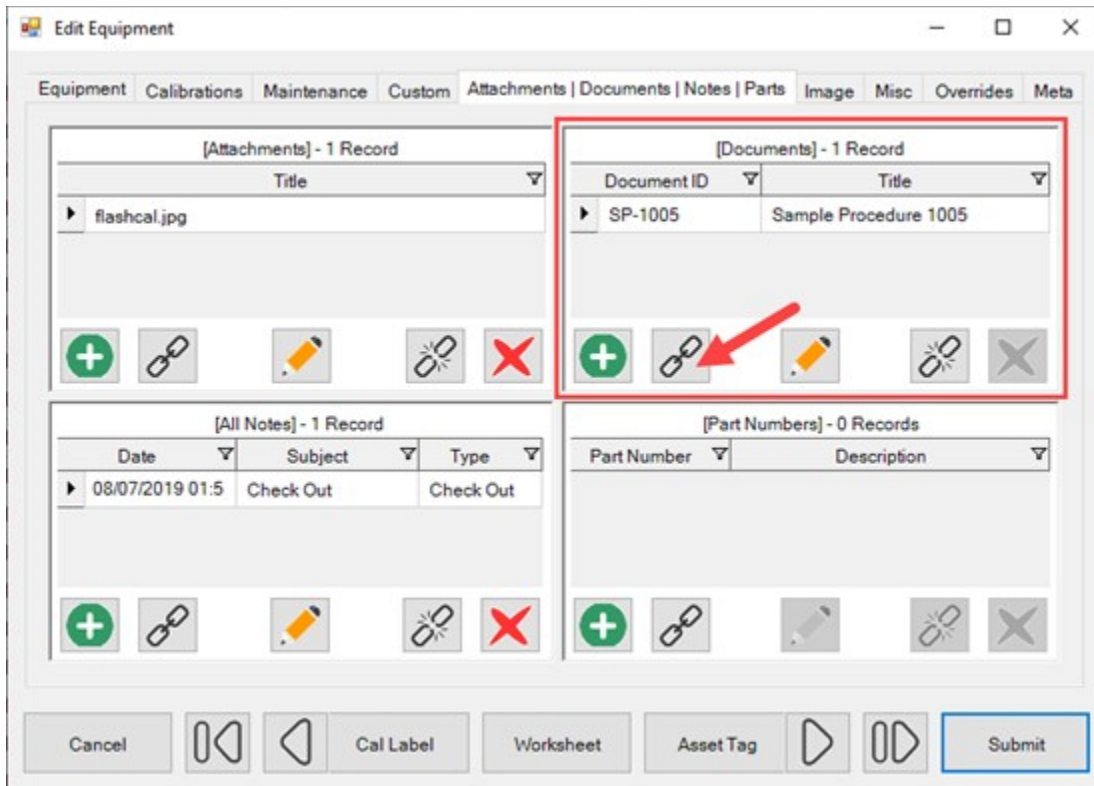 Edit Equipment
Equipment Calibrations Maintenance Custom Attachments | Documents | Notes | Parts Image Misc Overrides Meta
[Attachments] - 1 Record
Title
flashcal.jpg
[Documents] - 1 Record
Document ID Title
SP-1005 Sample Procedure 1005
[All Notes] - 1 Record
Date Subject Type
08/07/2019 01:5 Check Out Check Out
[Part Numbers] - 0 Records
Part Number Description
Cancel Cal Label Worksheet Asset Tag Submit